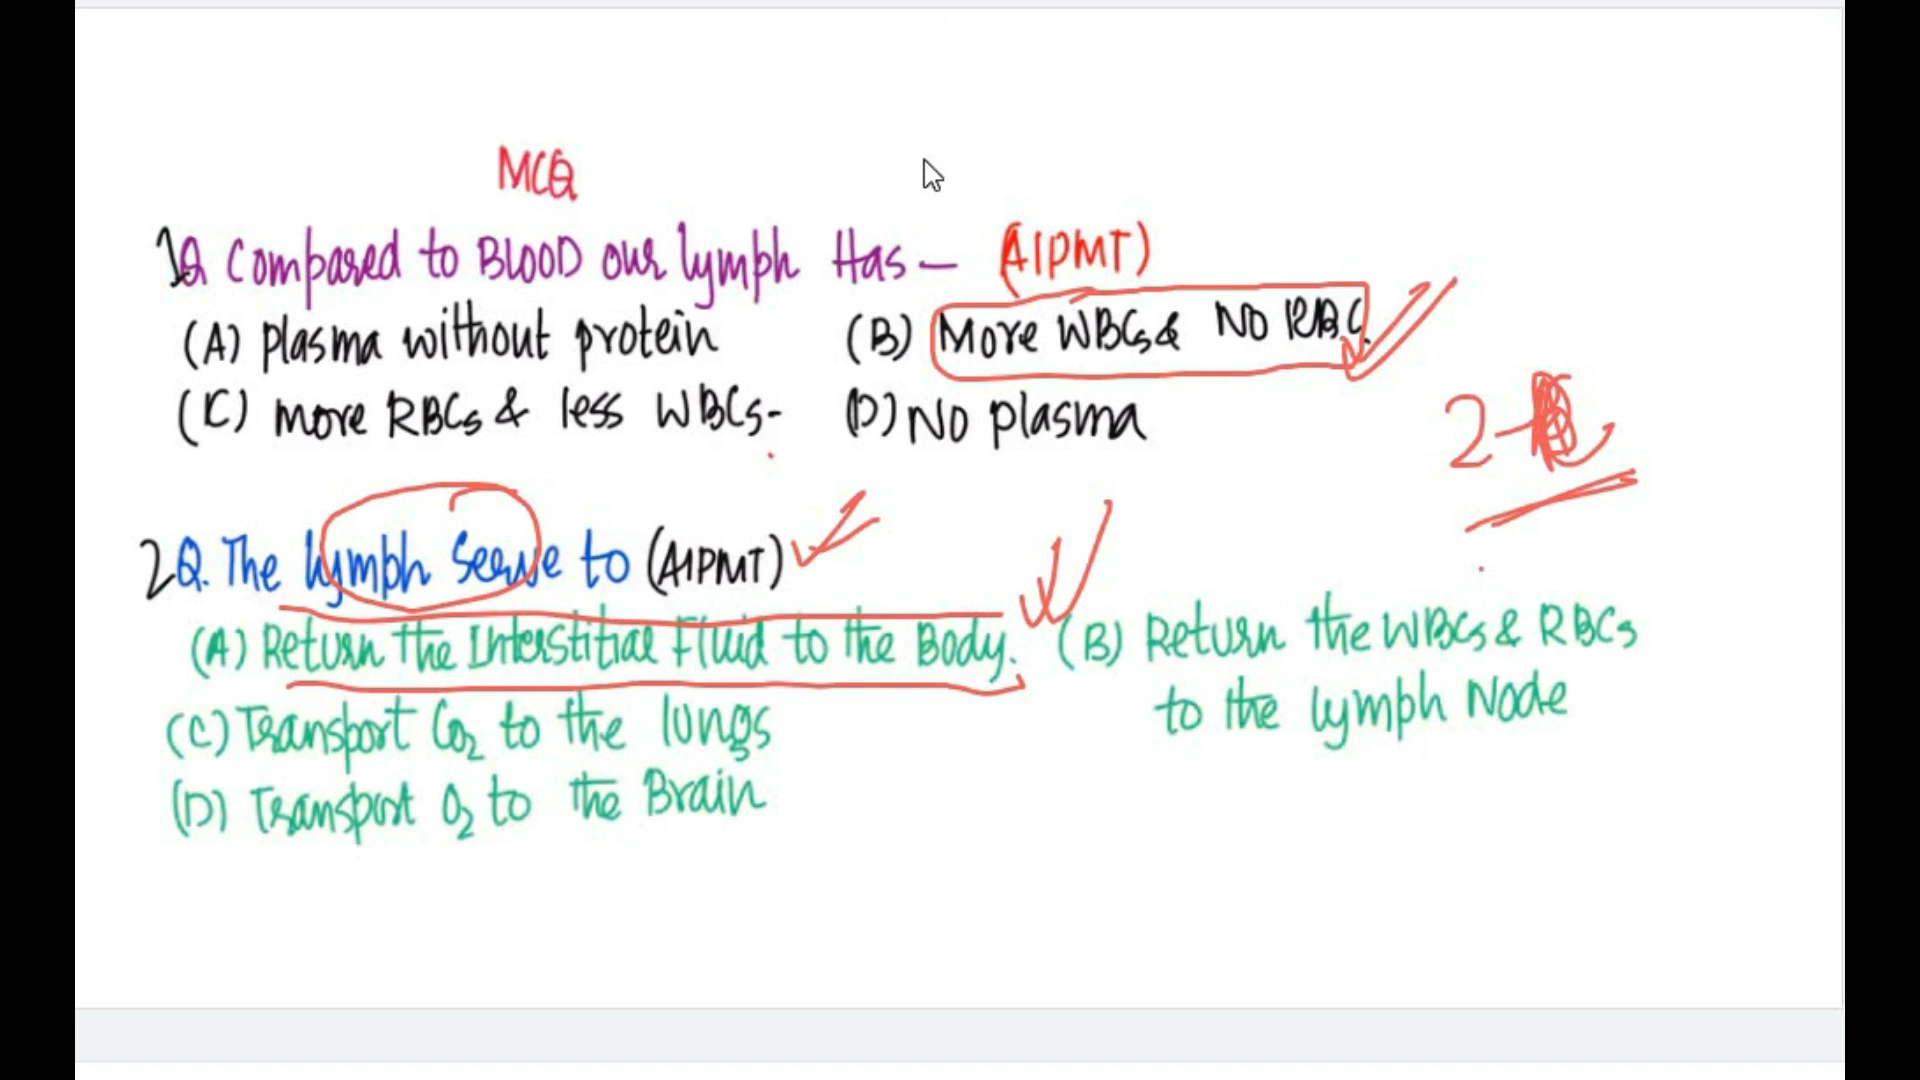 MCQ
1Q Compared to BLOOD our lymph Has — (AIPMT)
(A) plasma without protein (B) More WBCs & NO RBC.
(C) more RBCs & less WBCs- (D) NO plasma
2-
2Q. The lymph Serve to (AIPMT)
(A) Return the Interstitial Fluid to the Body. (B) Return the WBCs & RBCs
to the lymph Node
(C) Transport CO2 to the lungs
(D) Transport O2 to the Brain